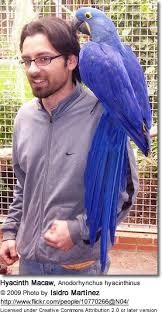 Hyacinth Macaw, Anodorhynchus hyacinthinus
© 2009 Photo by Isidro Martínez
http://www.flickr.com/people/10770266@N04/
Licensed under Creative Commons Attribution 2.0 or later version